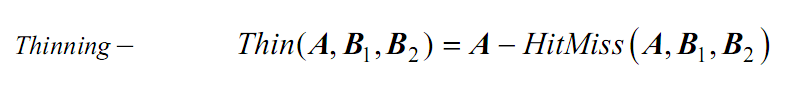 Thinning – Thin(A, B₁, B₂) = A – HitMiss(A, B₁, B₂)